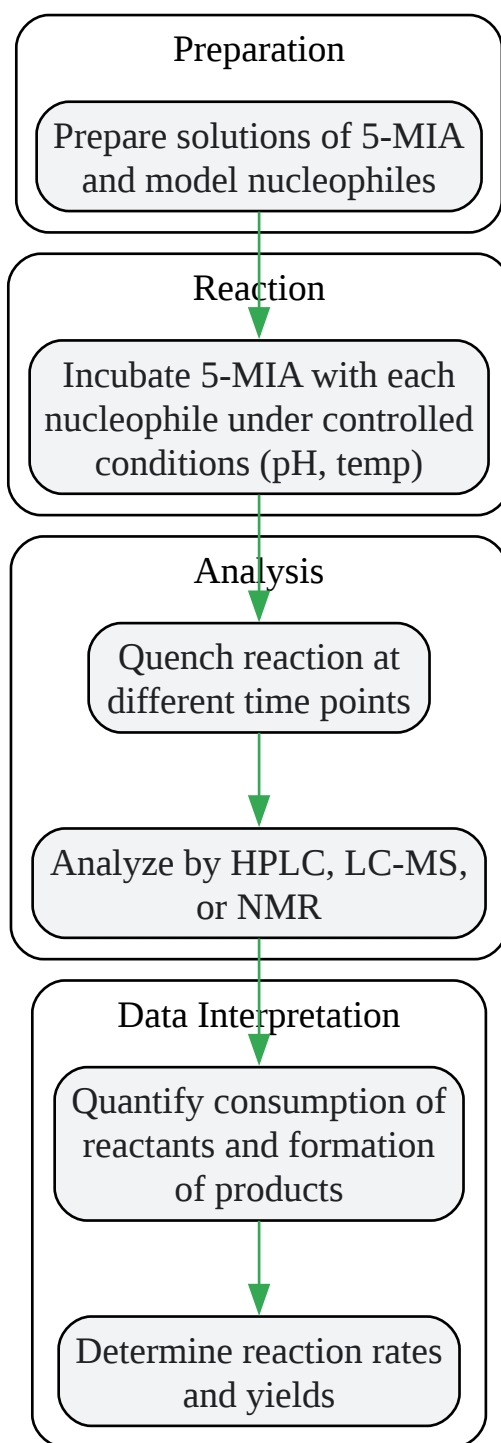 Preparation
Prepare solutions of 5-MIA
and model nucleophiles
Reaction
Incubate 5-MIA with each
nucleophile under controlled
conditions (pH, temp)
Analysis
Quench reaction at
different time points
Analyze by HPLC, LC-MS,
or NMR
Data Interpretation
Quantify consumption of
reactants and formation
of products
Determine reaction rates
and yields